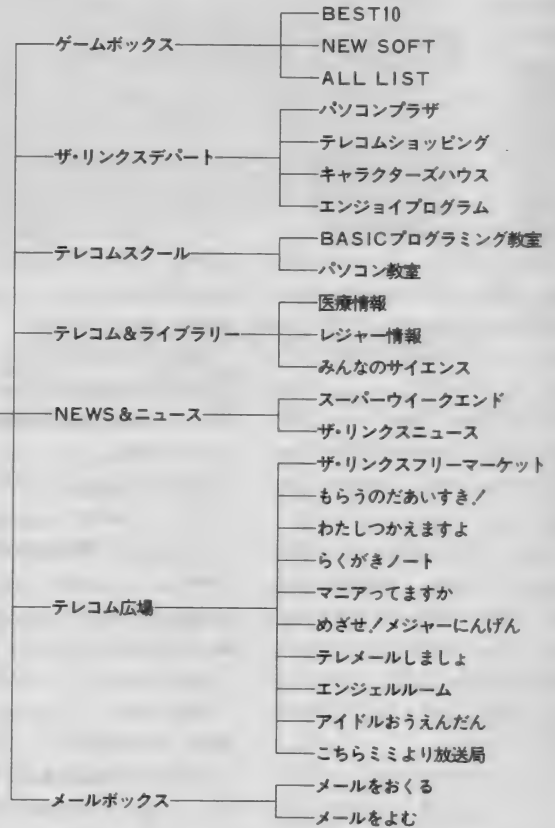 ゲームボックス
BEST10
NEW SOFT
ALL LIST
ザ・リンクスデパート
パソコンプラザ
テレコムショッピング
キャラクターズハウス
エンジョイプログラム
テレコムスクール
BASICプログラミング教室
パソコン教室
テレコム&ライブラリー
医療情報
レジャー情報
みんなのサイエンス
NEWS&ニュース
スーパーウイークエンド
ザ・リンクスニュース
テレコム広場
ザ・リンクスフリーマーケット
もらうのだあいすき!
わたしつかえますよ
らくがきノート
マニアってますか
めざせ!メジャーにんげん
テレメールしましょ
エンジェルルーム
アイドルおうえんだん
こちらミミより放送局
メールボックス
メールをおくる
メールをよむ